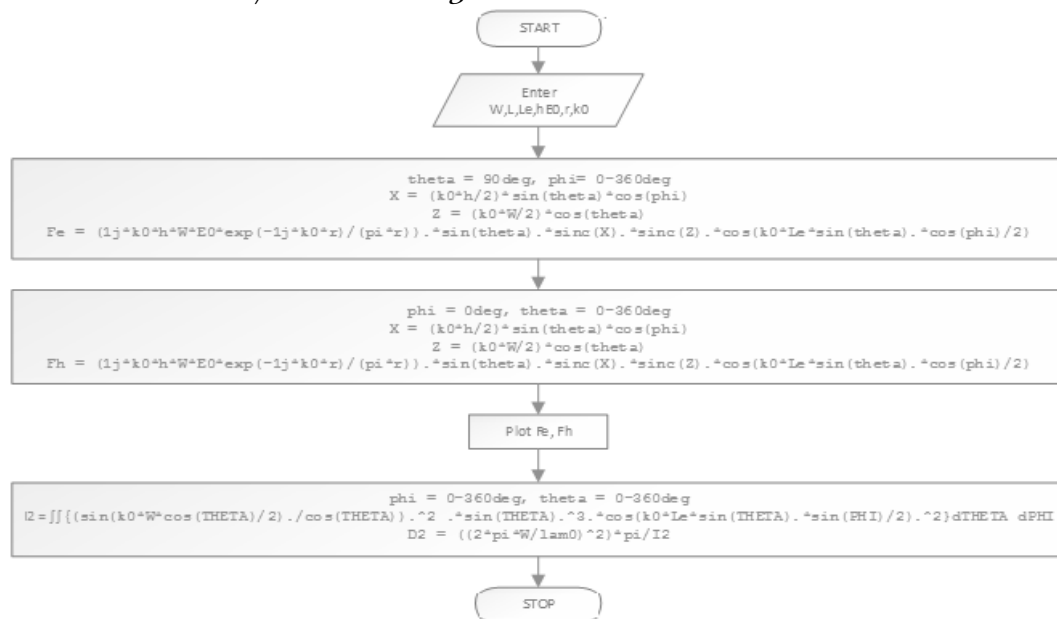 START
Enter
W,L,Le,hE0,r,k0
theta = 90deg, phi= 0-360deg
X = (k0*h/2)*sin(theta)*cos(phi)
Z = (k0*W/2)*cos(theta)
Fe = (1j*k0*h*W*E0*exp(-1j*k0*r)/(pi*r)).*sin(theta).*sinc(X).*sinc(Z).*cos(k0*Le*sin(theta).*cos(phi)/2)
phi = 0deg, theta = 0-360deg
X = (k0*h/2)*sin(theta)*cos(phi)
Z = (k0*W/2)*cos(theta)
Fh = (1j*k0*h*W*E0*exp(-1j*k0*r)/(pi*r)).*sin(theta).*sinc(X).*sinc(Z).*cos(k0*Le*sin(theta).*cos(phi)/2)
Plot Fe, Fh
phi = 0-360deg, theta = 0-360deg
I2=∫∫{(sin(k0*W*cos(THETA)/2)./cos(THETA)).^2 .*sin(THETA).^3.*cos(k0*Le*sin(THETA).*sin(PHI)/2).^2}dTHETA dPHI
D2 = ((2*pi*W/lam0)^2)*pi/I2
STOP